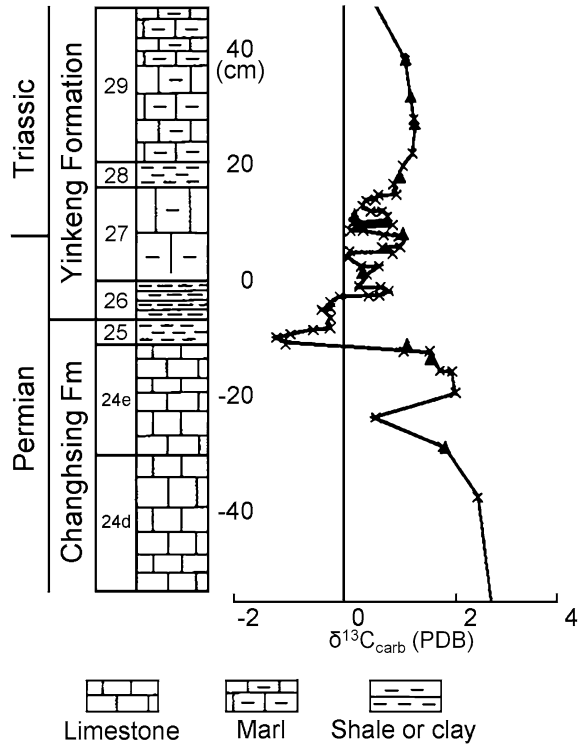 Triassic
Permian
Yinkeng Formation
Changhsing Fm
29
28
27
26
25
24e
24d
40
(cm)
20
0
-20
-40
-2 0 2 4
δ¹³Ccarb (PDB)
Limestone Marl Shale or clay